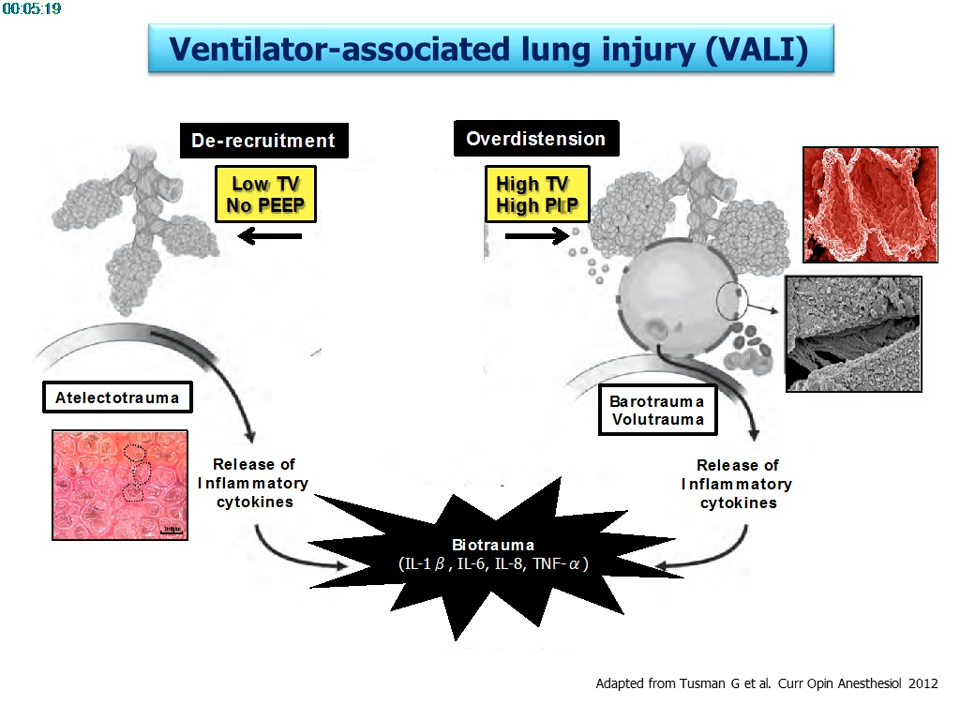 00:05:19
Ventilator-associated lung injury (VALI)
De-recruitment
Low TV
No PEEP
Overdistension
High TV
High
Atelectotrauma
Release of
Inflammatory
cytokines
Barotrauma
Volutrauma
Release of
Inflammatory
cytokines
Biotrauma
(IL-1β, IL-6, IL-8, TNF-α)
Adapted from Tusman G et al. Curr Opin Anesthesiol 2012